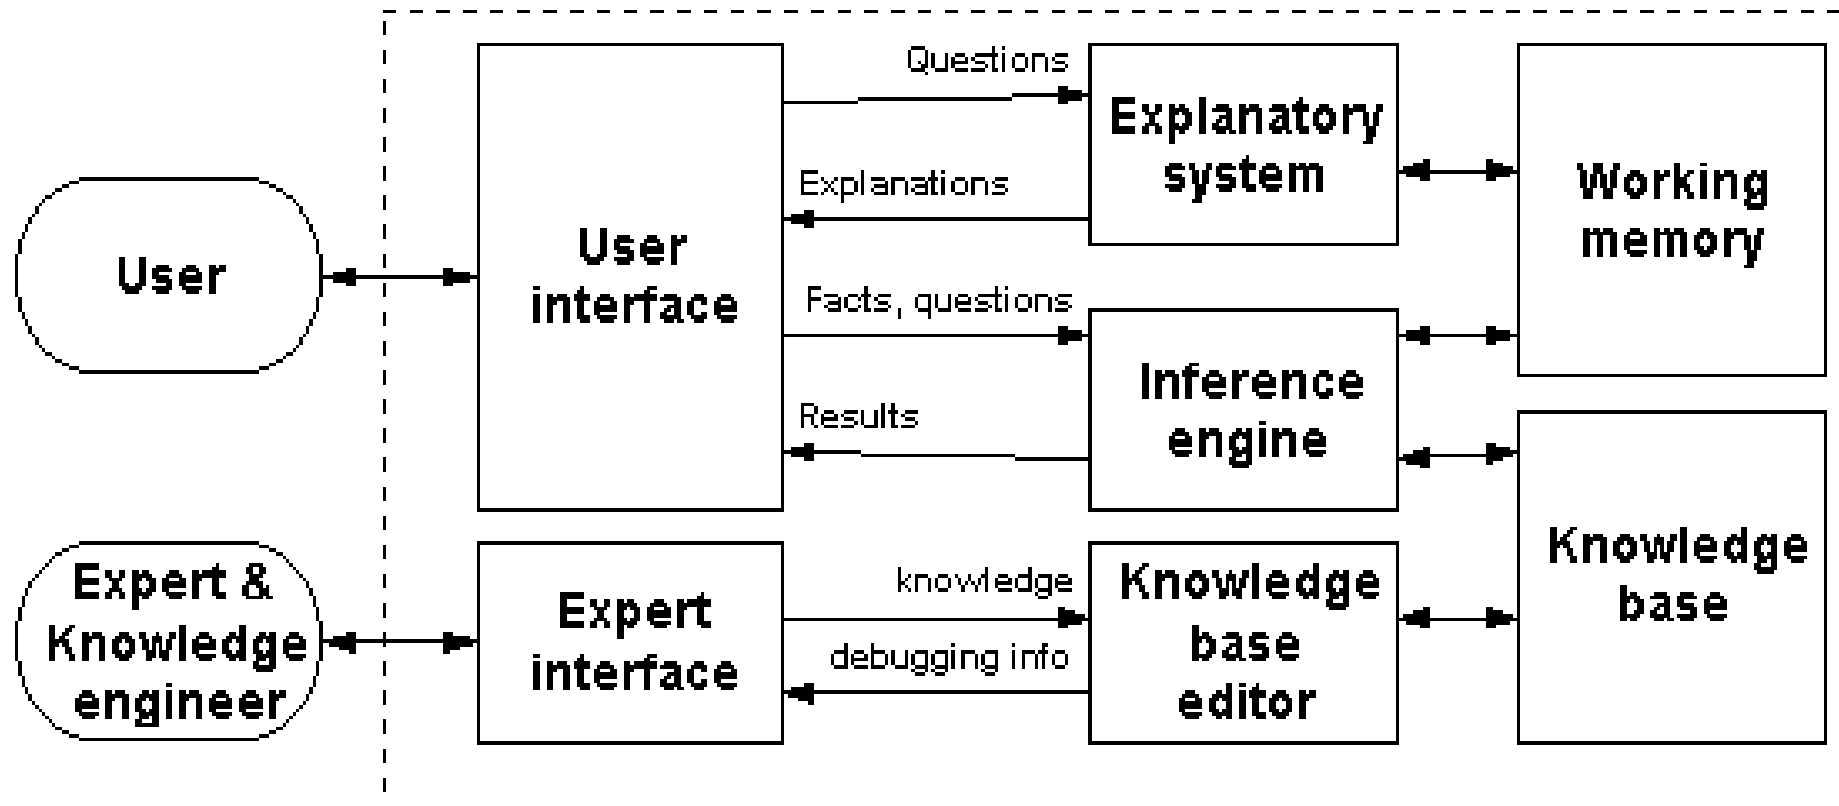 User
Expert &
Knowledge
engineer
User
interface
Expert
interface
Questions
Explanations
Facts, questions
Results
knowledge
debugging info
Explanatory
system
Inference
engine
Knowledge
base
editor
Working
memory
Knowledge
base